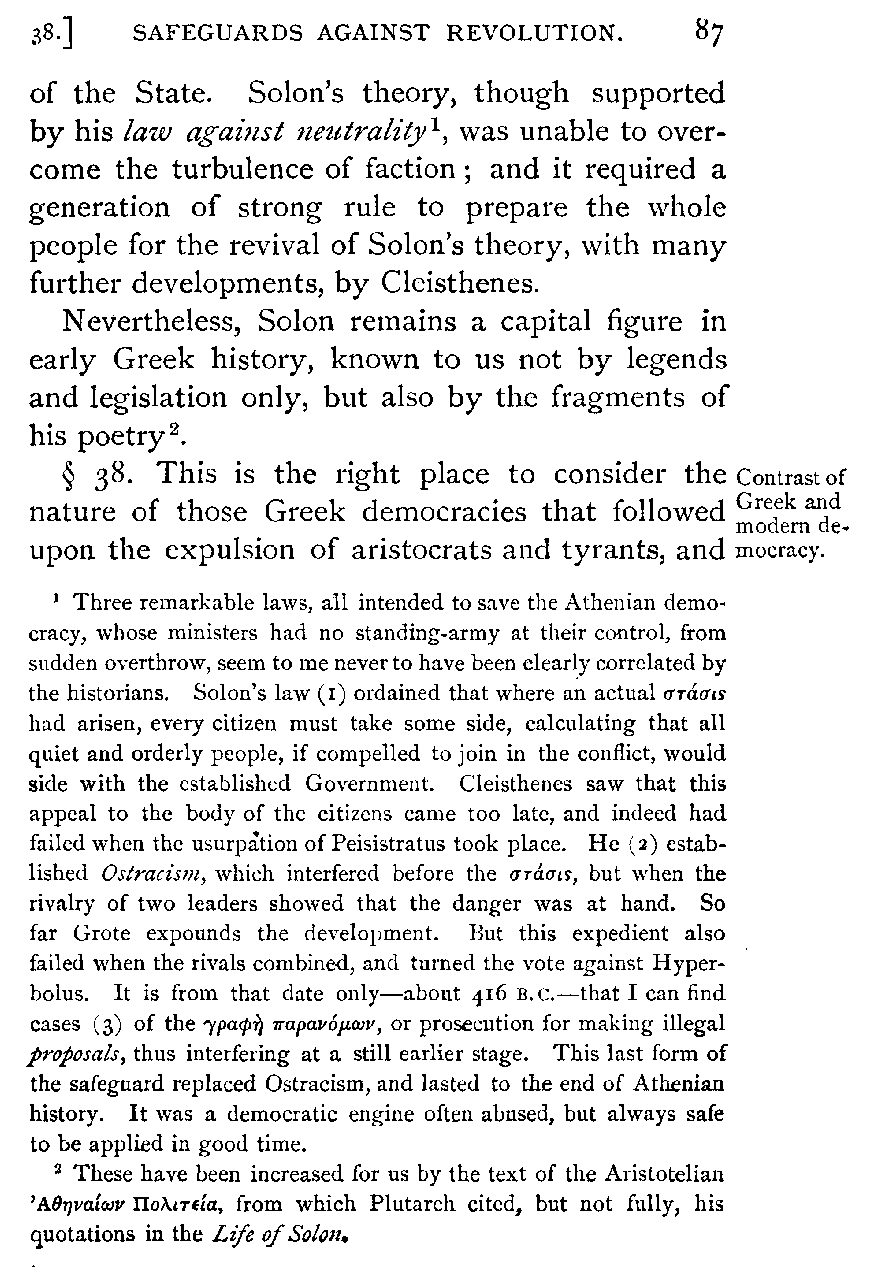 38.] SAFEGUARDS AGAINST REVOLUTION. 87
of the State. Solon's theory, though supported
by his law against neutrality¹, was unable to over-
come the turbulence of faction; and it required a
generation of strong rule to prepare the whole
people for the revival of Solon's theory, with many
further developments, by Cleisthenes.
Nevertheless, Solon remains a capital figure in
early Greek history, known to us not by legends
and legislation only, but also by the fragments of
his poetry².
§ 38. This is the right place to consider the
nature of those Greek democracies that followed
upon the expulsion of aristocrats and tyrants, and
Contrast of
Greek and
modern de-
mocracy.
¹ Three remarkable laws, all intended to save the Athenian demo-
cracy, whose ministers had no standing-army at their control, from
sudden overthrow, seem to me never to have been clearly correlated by
the historians. Solon's law (1) ordained that where an actual στάσις
had arisen, every citizen must take some side, calculating that all
quiet and orderly people, if compelled to join in the conflict, would
side with the established Government. Cleisthenes saw that this
appeal to the body of the citizens came too late, and indeed had
failed when the usurpation of Peisistratus took place. He (2) estab-
lished Ostracism, which interfered before the στάσις, but when the
rivalry of two leaders showed that the danger was at hand. So
far Grote expounds the development. But this expedient also
failed when the rivals combined, and turned the vote against Hyper-
bolus. It is from that date only—about 416 B.C.—that I can find
cases (3) of the γραφὴ παρανόμων, or prosecution for making illegal
proposals, thus interfering at a still earlier stage. This last form of
the safeguard replaced Ostracism, and lasted to the end of Athenian
history. It was a democratic engine often abused, but always safe
to be applied in good time.
² These have been increased for us by the text of the Aristotelian
Ἀθηναίων Πολιτεία, from which Plutarch cited, but not fully, his
quotations in the Life of Solon.